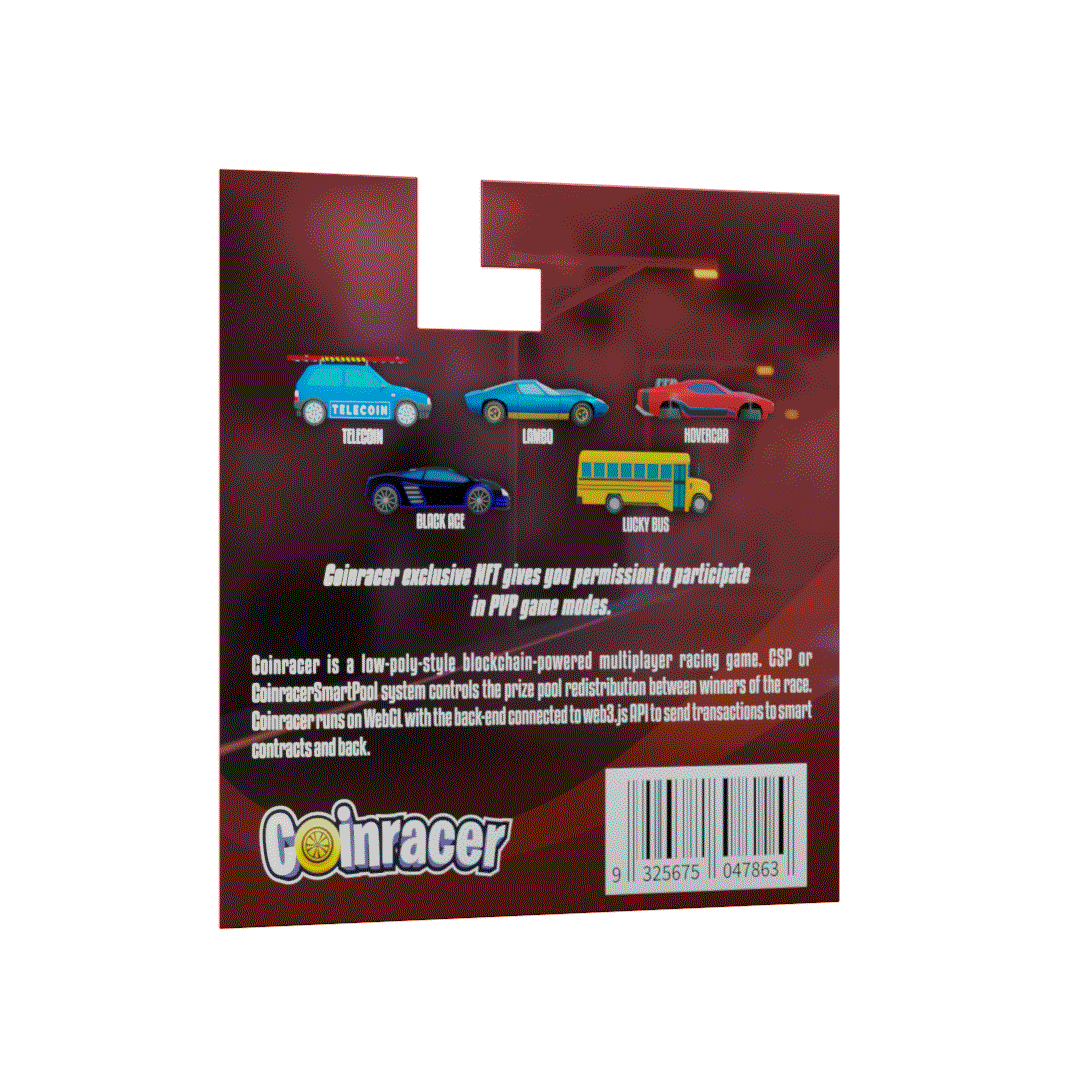 TELECOIN
TELECOIN
LAMBO
HOVERCAR
BLACK ACE
LUCKY BUS
Coinracer exclusive NFT gives you permission to participate
in PVP game modes.
Coinracer is a low-poly-style blockchain-powered multiplayer racing game. CSP or
CoinracerSmartPool system controls the prize pool redistribution between winners of the race.
Coinracer runs on WebGL with the back-end connected to web3.js API to send transactions to smart
contracts and back.
Coinracer
9 325675 047863